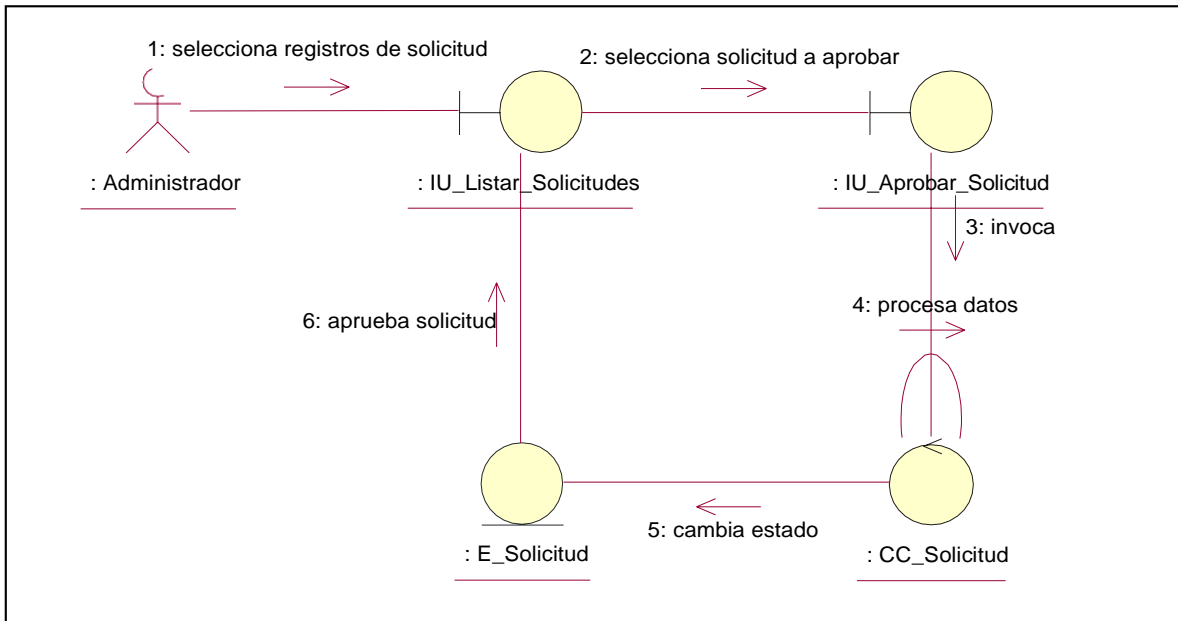 1: selecciona registros de solicitud
2: selecciona solicitud a aprobar
: Administrador
: IU_Listar_Solicitudes
: IU_Aprobar_Solicitud
3: invoca
4: procesa datos
6: aprueba solicitud
5: cambia estado
: E_Solicitud
: CC_Solicitud